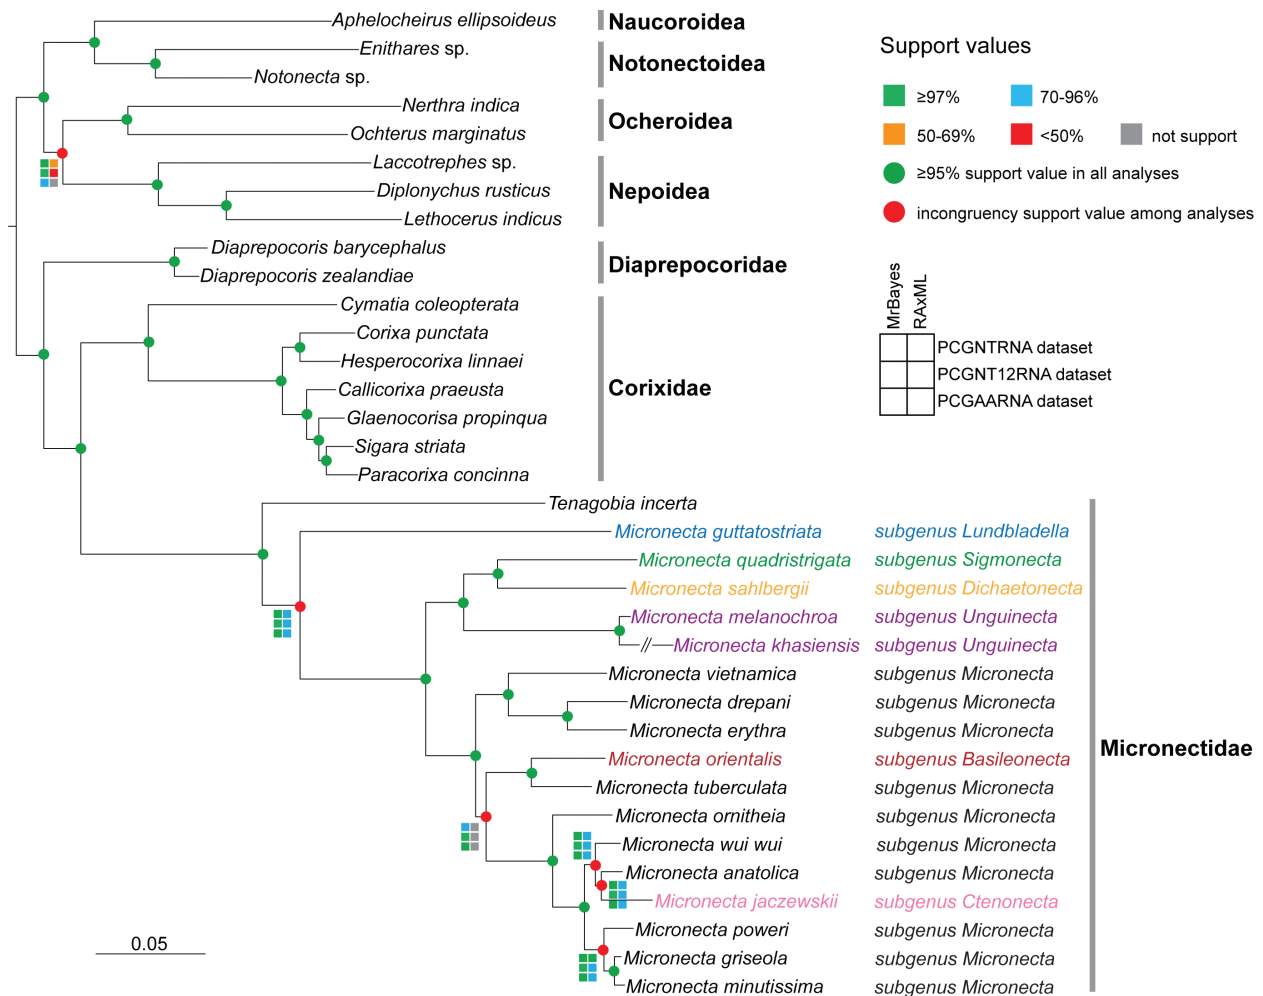 Aphelocheirus ellipsoideus
Enithares sp.
Notonecta sp.
Nerthra indica
Ochterus marginatus
Laccotrephes sp.
Diplonychus rusticus
Lethocerus indicus
Diaprepocoris barycephalus
Diaprepocoris zealandiae
Cymatia coleopterata
Corixa punctata
Hesperocorixa linnaei
Callicorixa praeusta
Glaenocorisa propinqua
Sigara striata
Paracorixa concinna
Naucoroidea
Notonectoidea
Ocheroidea
Nepoidea
Diaprepocoridae
Corixidae
Support values
≥97%
70-96%
50-69%
<50%
not support
≥95% support value in all analyses
incongruency support value among analyses
MrBayes
RAxML
PCGNTRNA dataset
PCGNT12RNA dataset
PCGAARNA dataset
Tenagobia incerta
Micronecta guttatostriata subgenus Lundbladella
Micronecta quadristrigata subgenus Sigmonecta
Micronecta sahlbergii subgenus Dichaetonecta
Micronecta melanochroa subgenus Unguinecta
Micronecta khasiensis subgenus Unguinecta
Micronecta vietnamica subgenus Micronecta
Micronecta drepani subgenus Micronecta
Micronecta erythra subgenus Micronecta
Micronecta orientalis subgenus Basileonecta
Micronecta tuberculata subgenus Micronecta
Micronecta ornitheia subgenus Micronecta
Micronecta wui wui subgenus Micronecta
Micronecta anatolica subgenus Micronecta
Micronecta jaczewskii subgenus Ctenonecta
Micronecta poweri subgenus Micronecta
Micronecta griseola subgenus Micronecta
Micronecta minutissima subgenus Micronecta
Micronectidae
0.05